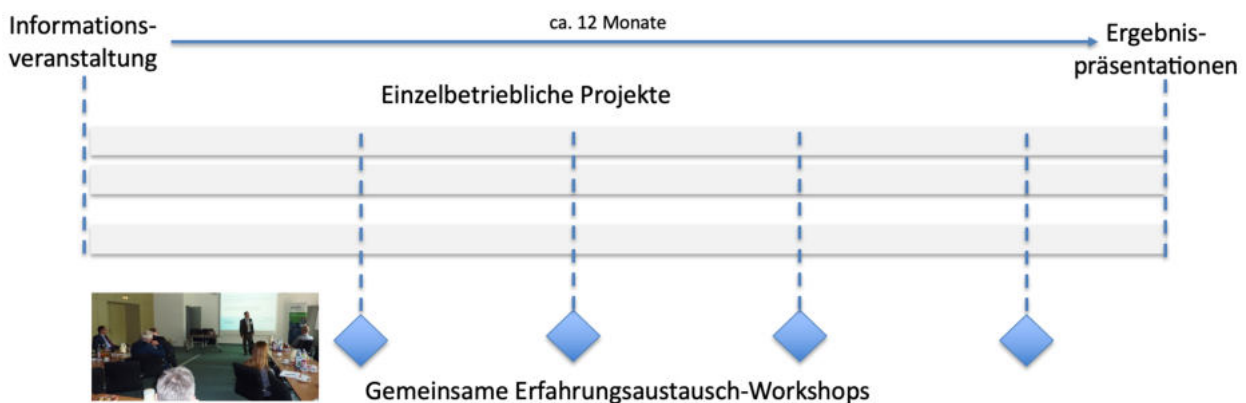 Informations-
veranstaltung
ca. 12 Monate
Ergebnis-
präsentationen
Einzelbetriebliche Projekte
Gemeinsame Erfahrungsaustausch-Workshops